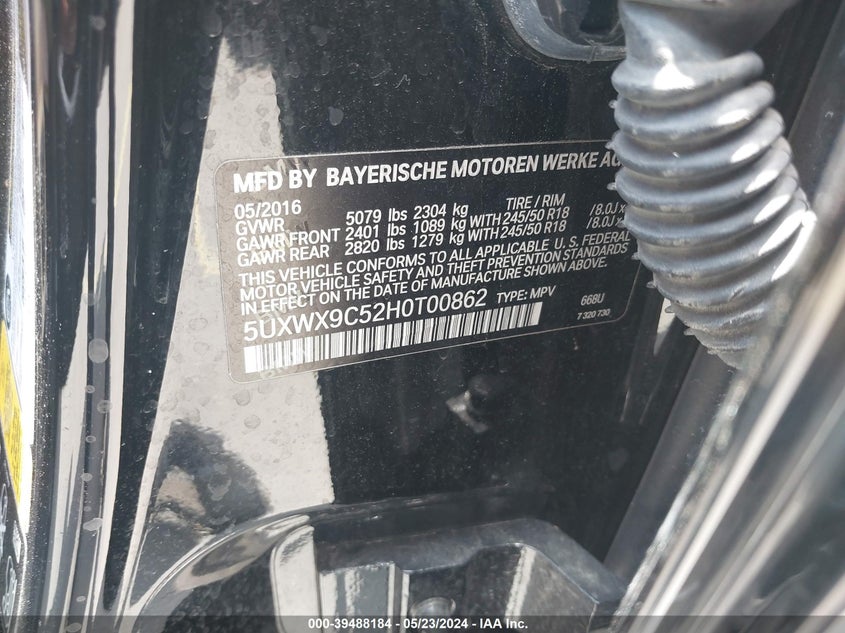 MFD BY BAYERISCHE MOTOREN WERKE AG
05/2016 TIRE / RIM
GVWR 5079 lbs 2304 kg
GAWR FRONT 2401 lbs 1089 kg WITH 245/50 R18 /8.0J x
GAWR REAR 2820 lbs 1279 kg WITH 245/50 R18 /8.0J x
THIS VEHICLE CONFORMS TO ALL APPLICABLE U.S. FEDERAL
MOTOR VEHICLE SAFETY AND THEFT PREVENTION STANDARDS
IN EFFECT ON THE DATE OF MANUFACTURE SHOWN ABOVE.
5UXWX9C52H0T00862 TYPE: MPV 668U
7 320 730
000-39488184 - 05/23/2024 - IAA Inc.